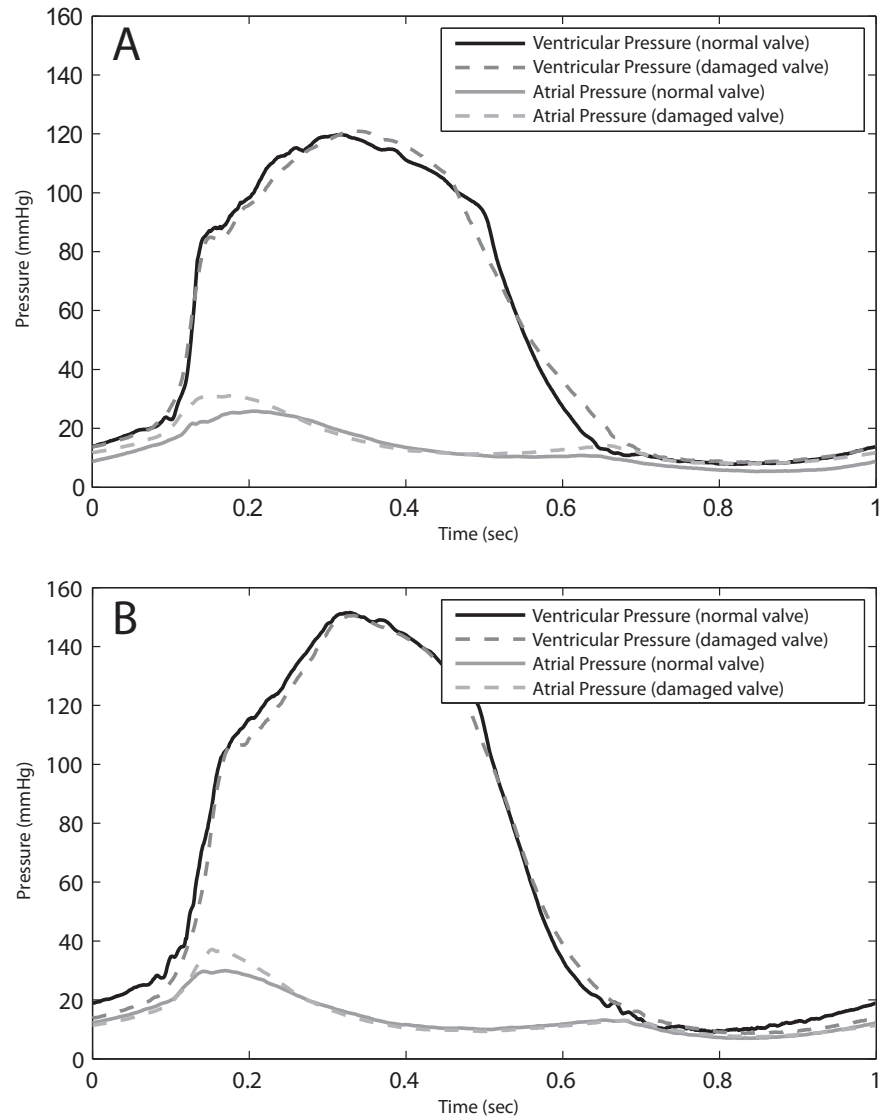 A
Ventricular Pressure (normal valve)
Ventricular Pressure (damaged valve)
Atrial Pressure (normal valve)
Atrial Pressure (damaged valve)
160
140
120
100
80
60
40
20
0
Pressure (mmHg)
0 0.2 0.4 0.6 0.8 1
Time (sec)
B
Ventricular Pressure (normal valve)
Ventricular Pressure (damaged valve)
Atrial Pressure (normal valve)
Atrial Pressure (damaged valve)
160
140
120
100
80
60
40
20
0
Pressure (mmHg)
0 0.2 0.4 0.6 0.8 1
Time (sec)